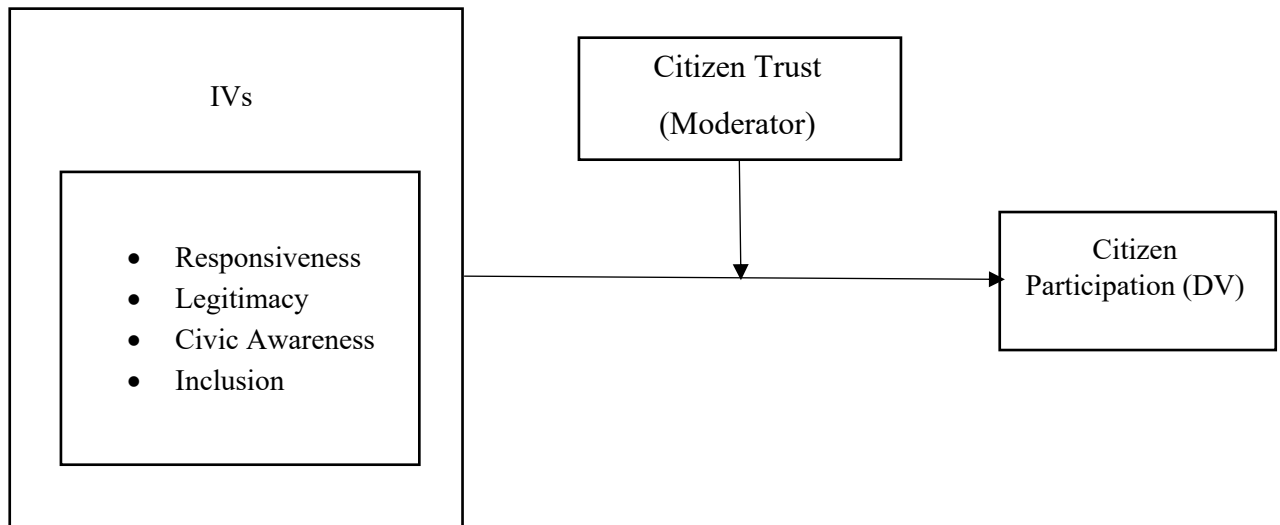 IVs
• Responsiveness
• Legitimacy
• Civic Awareness
• Inclusion
Citizen Trust
(Moderator)
Citizen
Participation (DV)